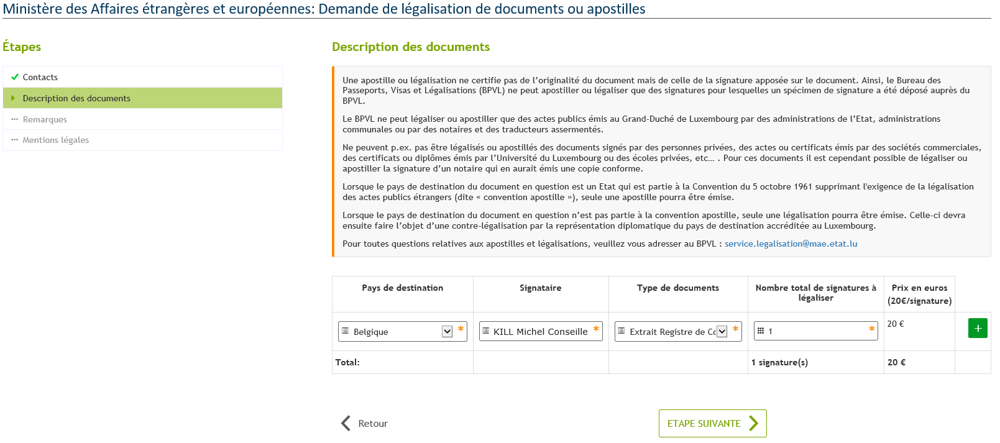 Ministère des Affaires étrangères et européennes: Demande de légalisation de documents ou apostilles
Étapes
Contacts
Description des documents
Remarques
Mentions légales
Description des documents
Une apostille ou légalisation ne certifie pas de l’originalité du document mais de celle de la signature apposée sur le document. Ainsi, le Bureau des
Passeports, Visas et Légalisations (BPVL) ne peut apostiller ou légaliser que des signatures pour lesquelles un spécimen de signature a été déposé auprès du
BPVL.
Le BPVL ne peut légaliser ou apostiller que des actes publics émis au Grand-Duché de Luxembourg par des administrations de l’Etat, administrations
communales ou par des notaires et des traducteurs assermentés.
Ne peuvent p.ex. pas être légalisés ou apostillés des documents signés par des personnes privées, des actes ou certificats émis par des sociétés commerciales,
des certificats ou diplômes émis par l’Université du Luxembourg ou des écoles privées, etc… . Pour ces documents il est cependant possible de légaliser ou
apostiller la signature d’un notaire qui en aurait émis une copie conforme.
Lorsque le pays de destination du document en question est un Etat qui est partie à la Convention du 5 octobre 1961 supprimant l'exigence de la légalisation
des actes publics étrangers (dite « convention apostille »), seule une apostille pourra être émise.
Lorsque le pays de destination du document en question n’est pas partie à la convention apostille, seule une légalisation pourra être émise. Celle-ci devra
ensuite faire l’objet d’une contre-légalisation par la représentation diplomatique du pays de destination accréditée au Luxembourg.
Pour toutes questions relatives aux apostilles et légalisations, veuillez vous adresser au BPVL : service.legalisation@mae.etat.lu
Pays de destination
Signataire
Type de documents
Nombre total de signatures à
légaliser
Prix en euros
(20€/signature)
Belgique *
KILL Michel Conseille *
Extrait Registre de Cc *
1 *
20 €
+
Total:
1 signature(s)
20 €
Retour
ETAPE SUIVANTE